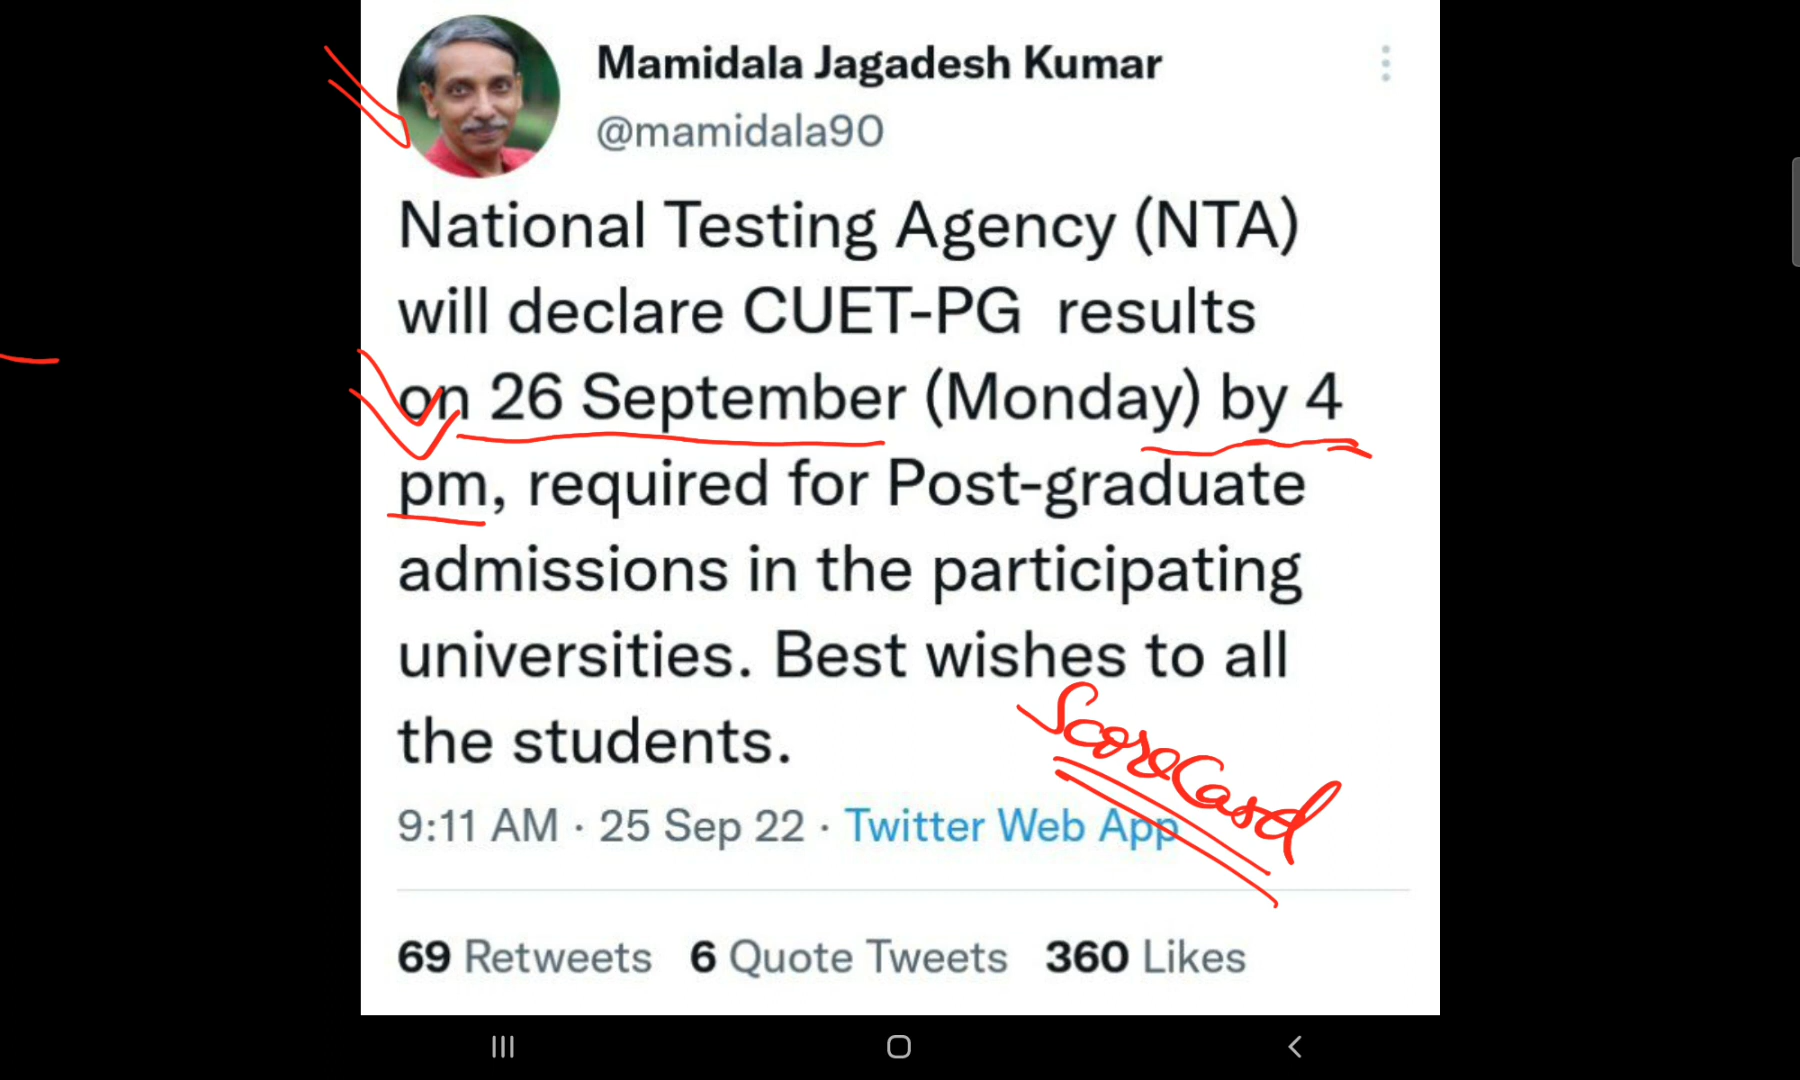 Mamidala Jagadesh Kumar
@mamidala90
National Testing Agency (NTA)
will declare CUET-PG results
on 26 September (Monday) by 4
pm, required for Post-graduate
admissions in the participating
universities. Best wishes to all
the students.
ScoreCard
9:11 AM · 25 Sep 22 · Twitter Web App
69 Retweets 6 Quote Tweets 360 Likes